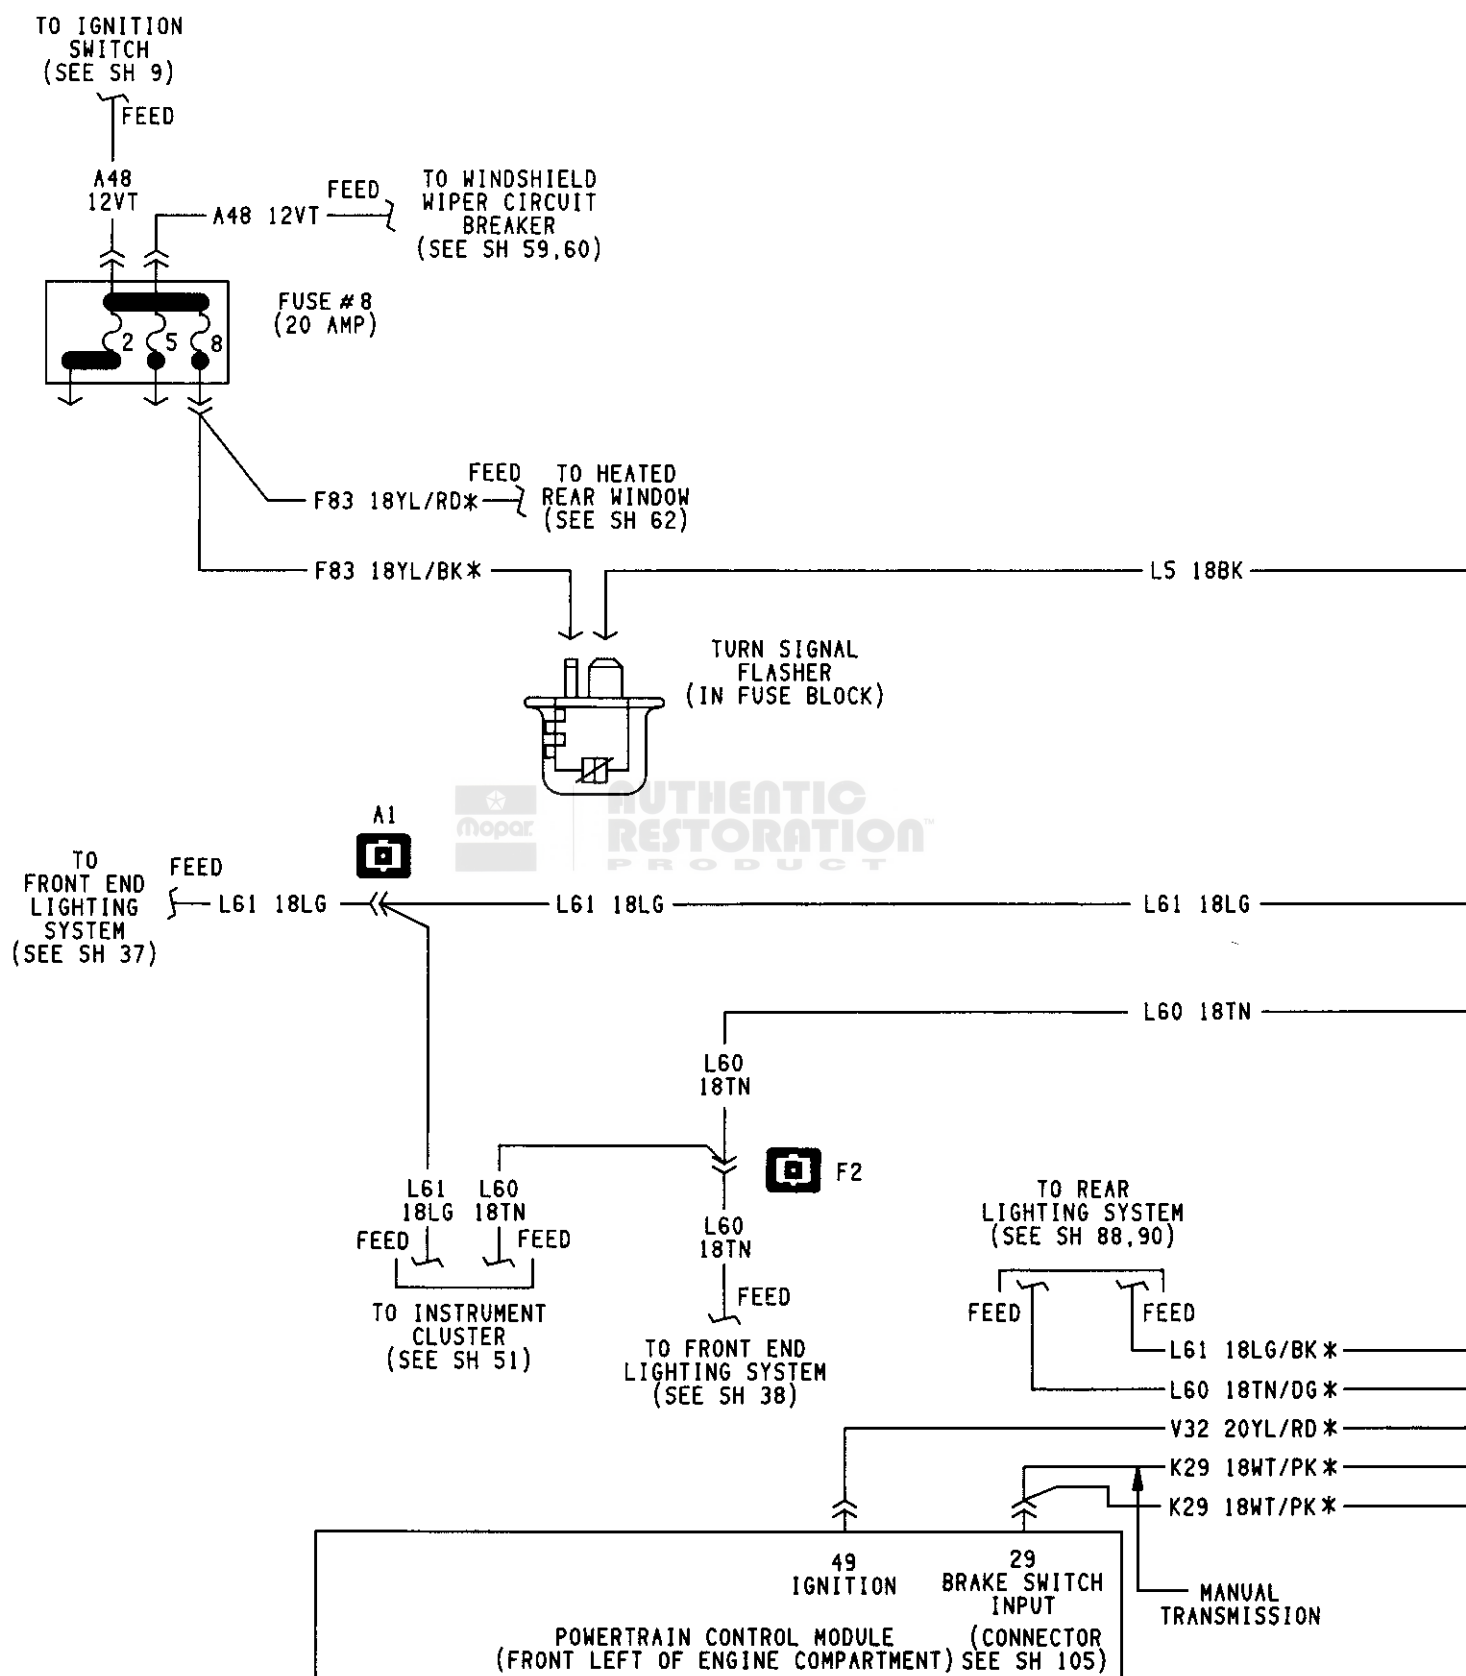 TO IGNITION
SWITCH
(SEE SH 9)
FEED
A48
12VT
A48 12VT
FEED
TO WINDSHIELD
WIPER CIRCUIT
BREAKER
(SEE SH 59,60)
FUSE #8
(20 AMP)
2 5 8
FEED
TO HEATED
REAR WINDOW
(SEE SH 62)
F83 18YL/RD*
F83 18YL/BK*
L5 18BK
TURN SIGNAL
FLASHER
(IN FUSE BLOCK)
Mopar
AUTHENTIC
RESTORATION™
PRODUCT
A1
TO
FRONT END
LIGHTING
SYSTEM
(SEE SH 37)
FEED
L61 18LG
L61 18LG
L61 18LG
L60 18TN
L60
18TN
F2
L61
18LG
L60
18TN
FEED
FEED
TO INSTRUMENT
CLUSTER
(SEE SH 51)
L60
18TN
FEED
TO FRONT END
LIGHTING SYSTEM
(SEE SH 38)
TO REAR
LIGHTING SYSTEM
(SEE SH 88,90)
FEED
FEED
L61 18LG/BK*
L60 18TN/DG*
V32 20YL/RD*
K29 18WT/PK*
K29 18WT/PK*
49
IGNITION
29
BRAKE SWITCH
INPUT
MANUAL
TRANSMISSION
POWERTRAIN CONTROL MODULE
(FRONT LEFT OF ENGINE COMPARTMENT)
(CONNECTOR
SEE SH 105)